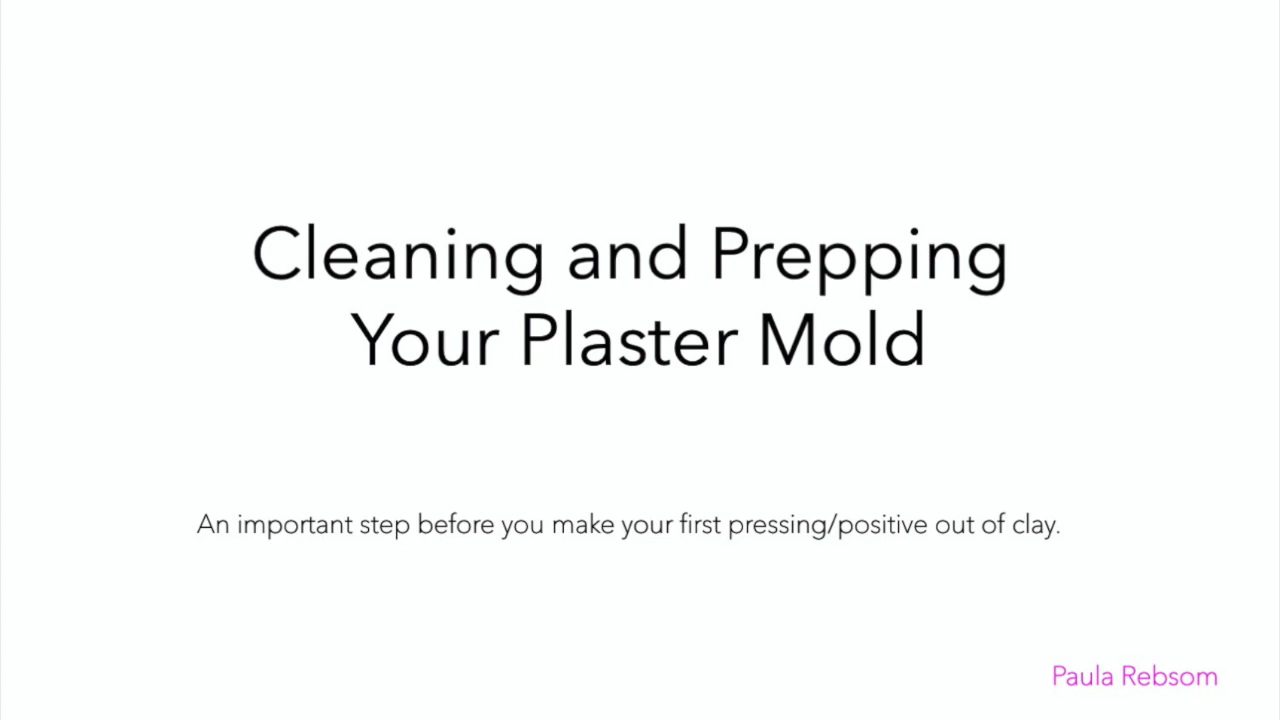 Cleaning and Prepping
Your Plaster Mold
An important step before you make your first pressing/positive out of clay.
Paula Rebsom